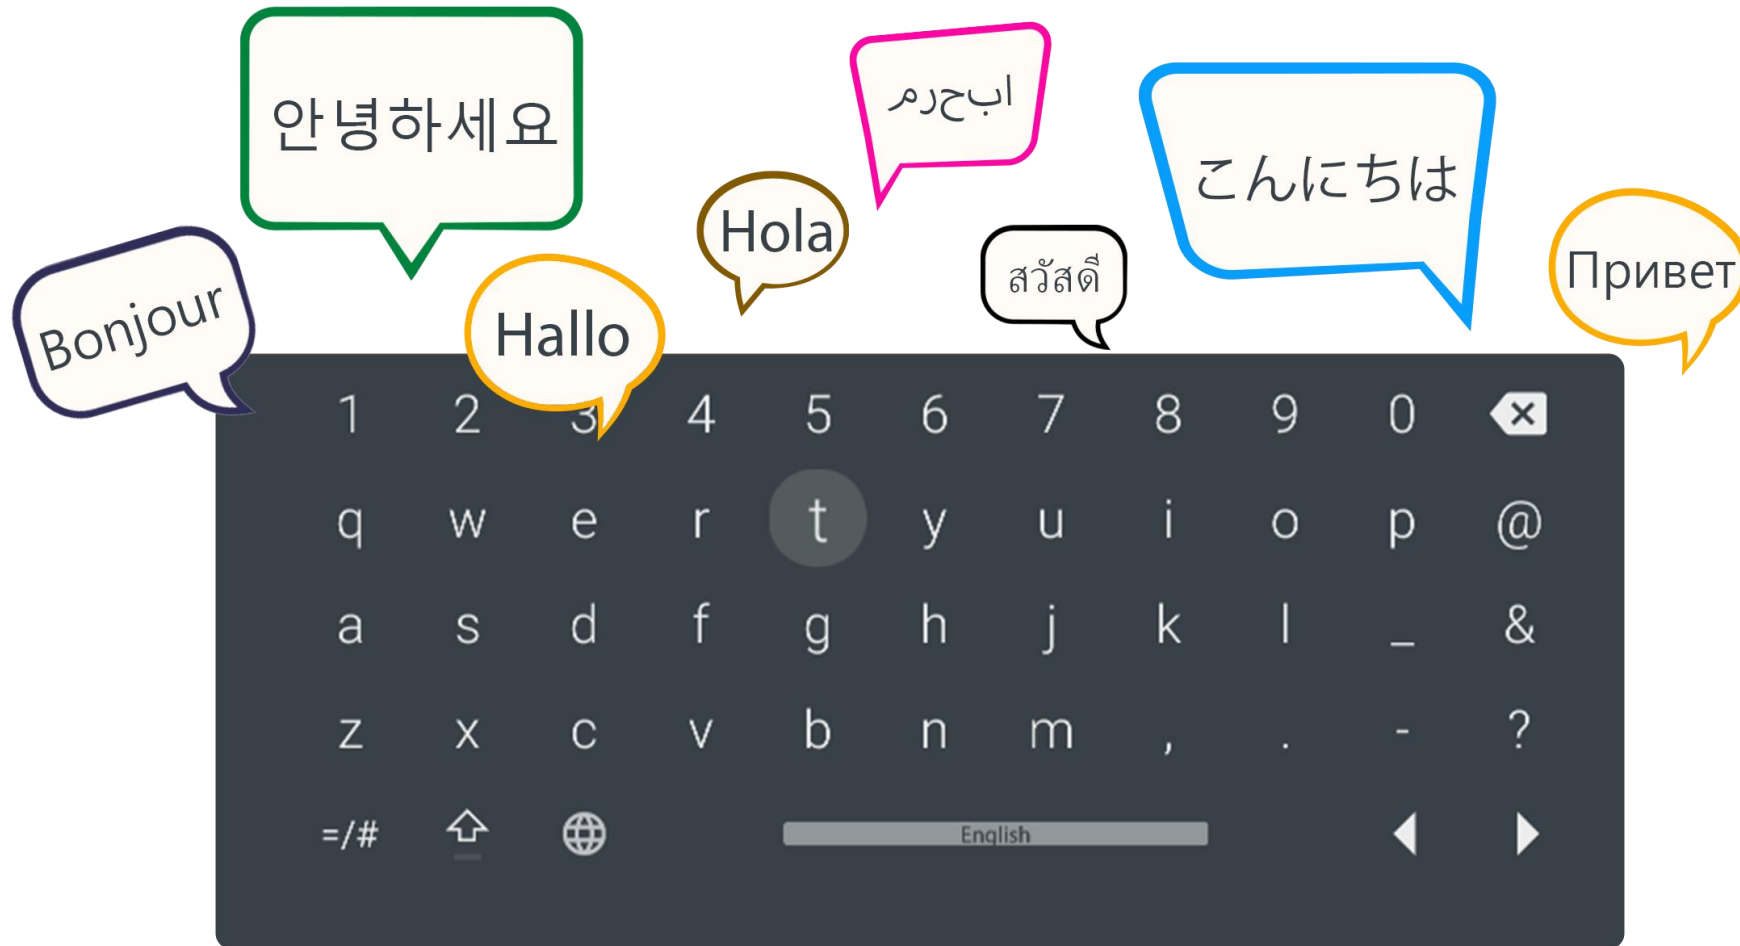 안녕하세요
ابحرم
こんにちは
Hola
สวัสดี
Привет
Bonjour
Hallo
1 2 3 4 5 6 7 8 9 0
q w e r t y u i o p @
a s d f g h j k l _ &
z x c v b n m , . - ?
=/# English